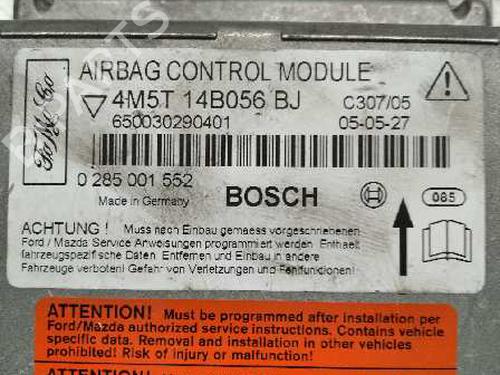 AIRBAG CONTROL MODULE
4M5T 14B056 BJ C307/05
650030290401 05-05-27
FoMoCo
0 285 001 552 BOSCH 085
Made in Germany
ACHTUNG ! Muss nach Einbau gemaess vorgeschriebenen
Ford / Mazda Service Anweisungen programmiert werden. Enthaelt
fahrzeugspezifische Daten. Entfernen und Einbau in andere
Fahrzeuge verboten! Gefahr von Verletzungen und Fehlfunktionen!
ATTENTION! Must be programmed after installation per
Ford/Mazda authorized service instructions. Contains vehicle
specific data. Removal and installation in other vehicles
prohibited! Risk of injury or malfunction!